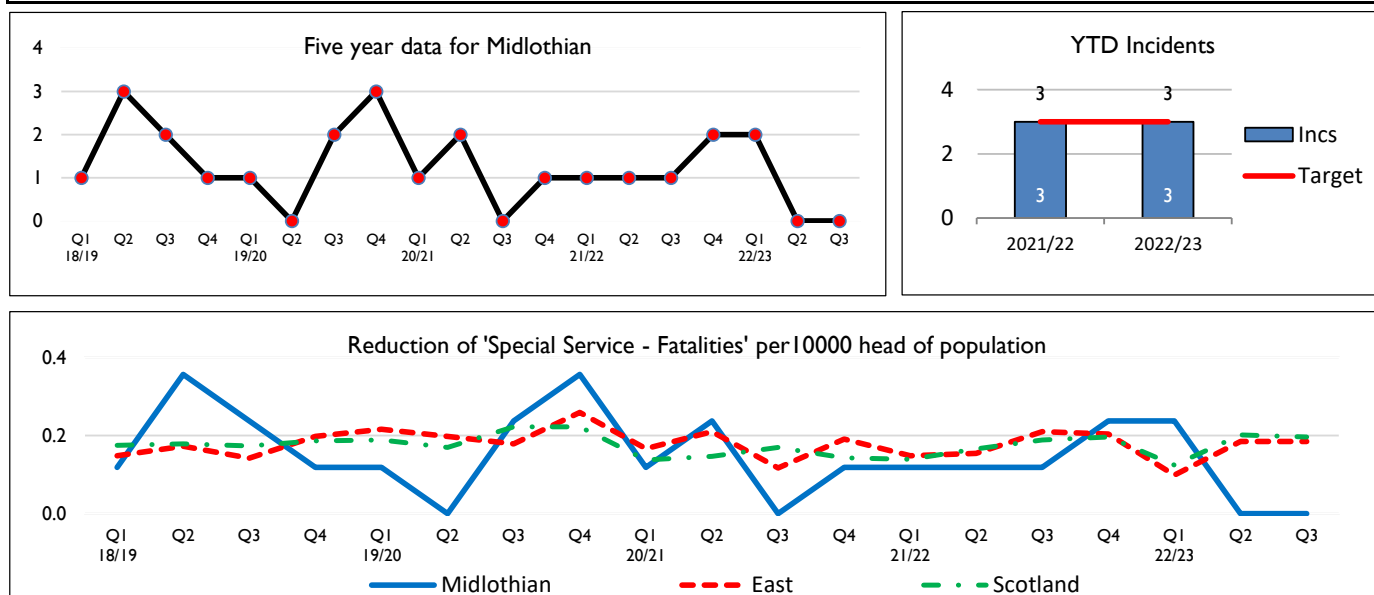 Five year data for Midlothian
4
3
2
1
0
Q1 Q2 Q3 Q4 Q1 Q2 Q3 Q4 Q1 Q2 Q3 Q4 Q1 Q2 Q3 Q4 Q1 Q2 Q3
18/19 19/20 20/21 21/22 22/23
YTD Incidents
4
2
0
3 3
3 3
2021/22 2022/23
Incs
Target
Reduction of 'Special Service - Fatalities' per10000 head of population
0.4
0.2
0.0
Q1 Q2 Q3 Q4 Q1 Q2 Q3 Q4 Q1 Q2 Q3 Q4 Q1 Q2 Q3 Q4 Q1 Q2 Q3
18/19 19/20 20/21 21/22 22/23
Midlothian East Scotland